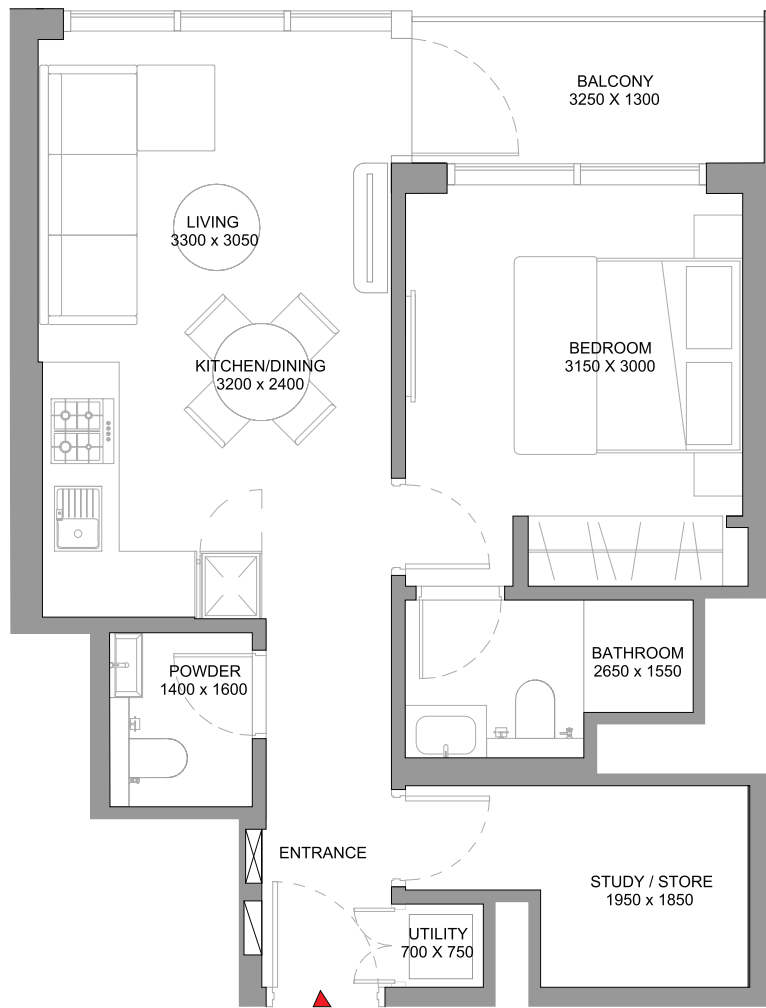 BALCONY
3250 X 1300
LIVING
3300 x 3050
KITCHEN/DINING
3200 x 2400
BEDROOM
3150 X 3000
BATHROOM
2650 x 1550
POWDER
1400 x 1600
ENTRANCE
STUDY / STORE
1950 x 1850
UTILITY
700 X 750